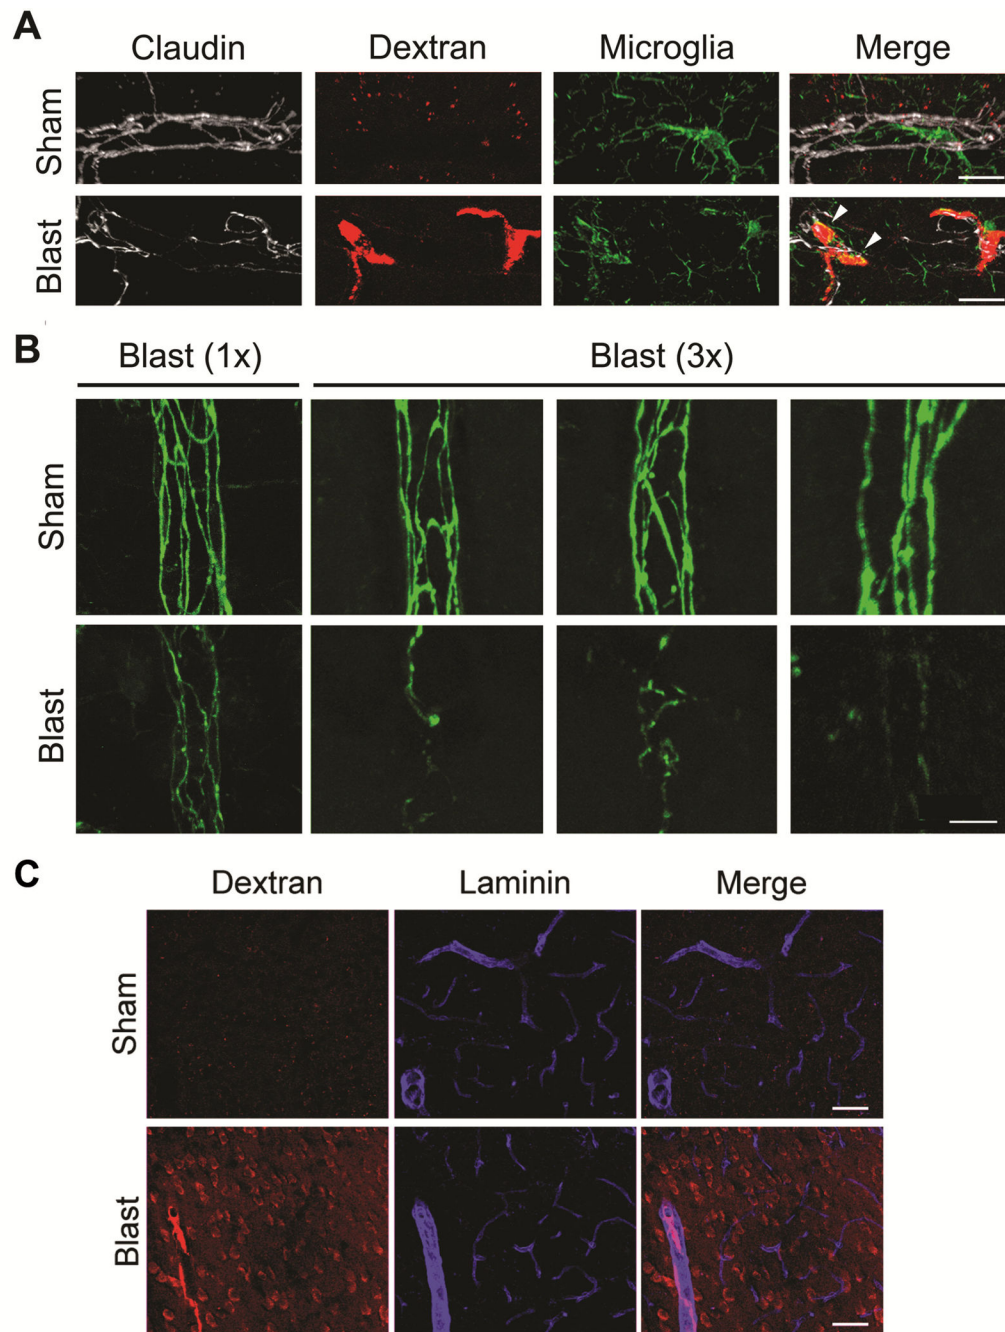 A
Claudin Dextran Microglia Merge
Sham
Blast
B
Blast (1x) Blast (3x)
Sham
Blast
C
Dextran Laminin Merge
Sham
Blast